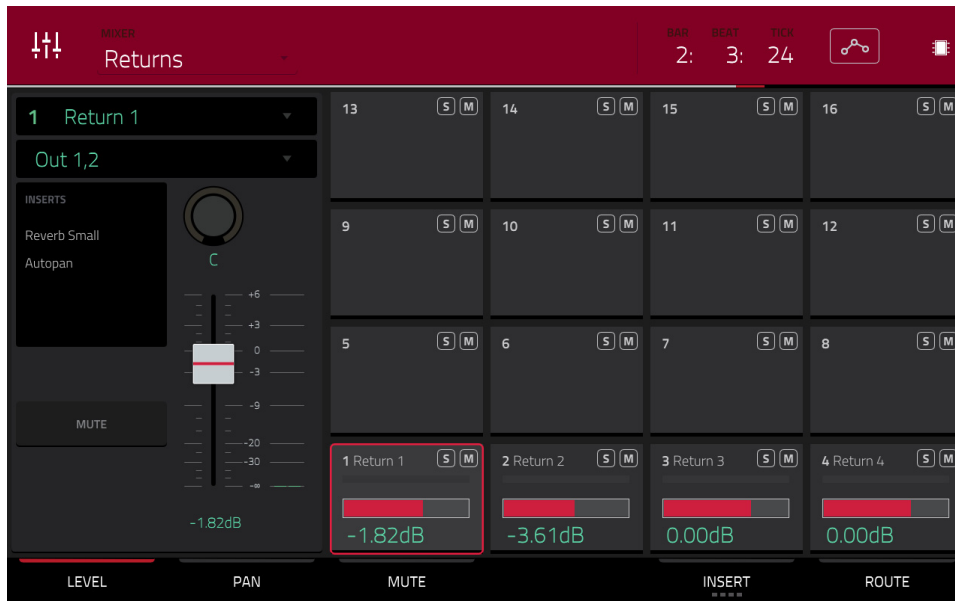 MIXER
Returns
BAR BEAT TICK
2: 3: 24
1 Return 1
Out 1,2
INSERTS
Reverb Small
Autopan
C
+6
+3
0
-3
-9
-20
-30
-∞
MUTE
-1.82dB
13 S M
14 S M
15 S M
16 S M
9 S M
10 S M
11 S M
12 S M
5 S M
6 S M
7 S M
8 S M
1 Return 1 S M
-1.82dB
2 Return 2 S M
-3.61dB
3 Return 3 S M
0.00dB
4 Return 4 S M
0.00dB
LEVEL PAN MUTE INSERT ROUTE